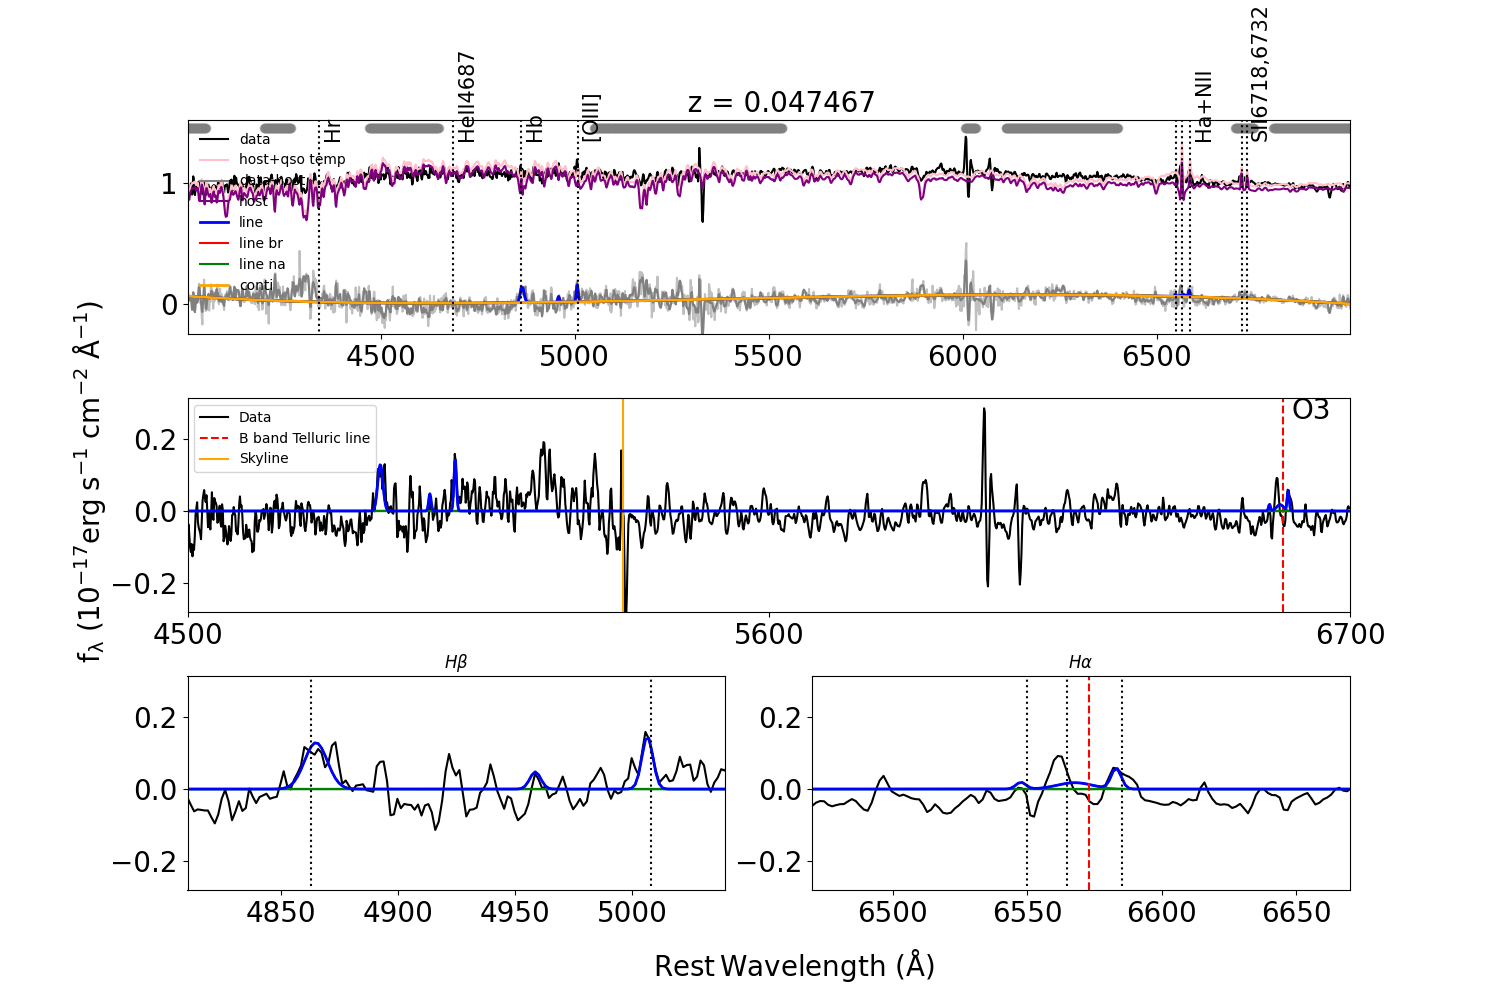 z = 0.047467
Hr
HeII4687
Hb
[OIII]
Ha+NII
SII6718,6732
data
host+qso temp
data-host
host
line
line br
line na
conti
1
0
4500
5000
5500
6000
6500
f_λ (10^{-17}erg s^{-1} cm^{-2} Å^{-1})
Data
B band Telluric line
Skyline
O3
0.2
0.0
−0.2
4500
5600
6700
Hβ
0.2
0.0
−0.2
4850
4900
4950
5000
Hα
0.2
0.0
−0.2
6500
6550
6600
6650
Rest Wavelength (Å)